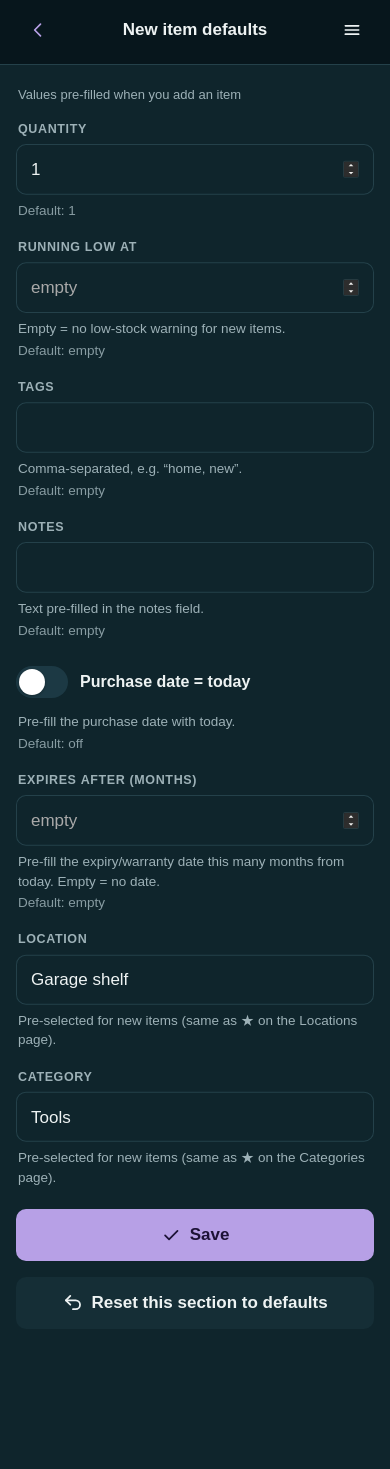 New item defaults
Values pre-filled when you add an item
QUANTITY
1
Default: 1
RUNNING LOW AT
empty
Empty = no low-stock warning for new items.
Default: empty
TAGS
Comma-separated, e.g. “home, new”.
Default: empty
NOTES
Text pre-filled in the notes field.
Default: empty
Purchase date = today
Pre-fill the purchase date with today.
Default: off
EXPIRES AFTER (MONTHS)
empty
Pre-fill the expiry/warranty date this many months from
today. Empty = no date.
Default: empty
LOCATION
Garage shelf
Pre-selected for new items (same as ★ on the Locations
page).
CATEGORY
Tools
Pre-selected for new items (same as ★ on the Categories
page).
Save
Reset this section to defaults